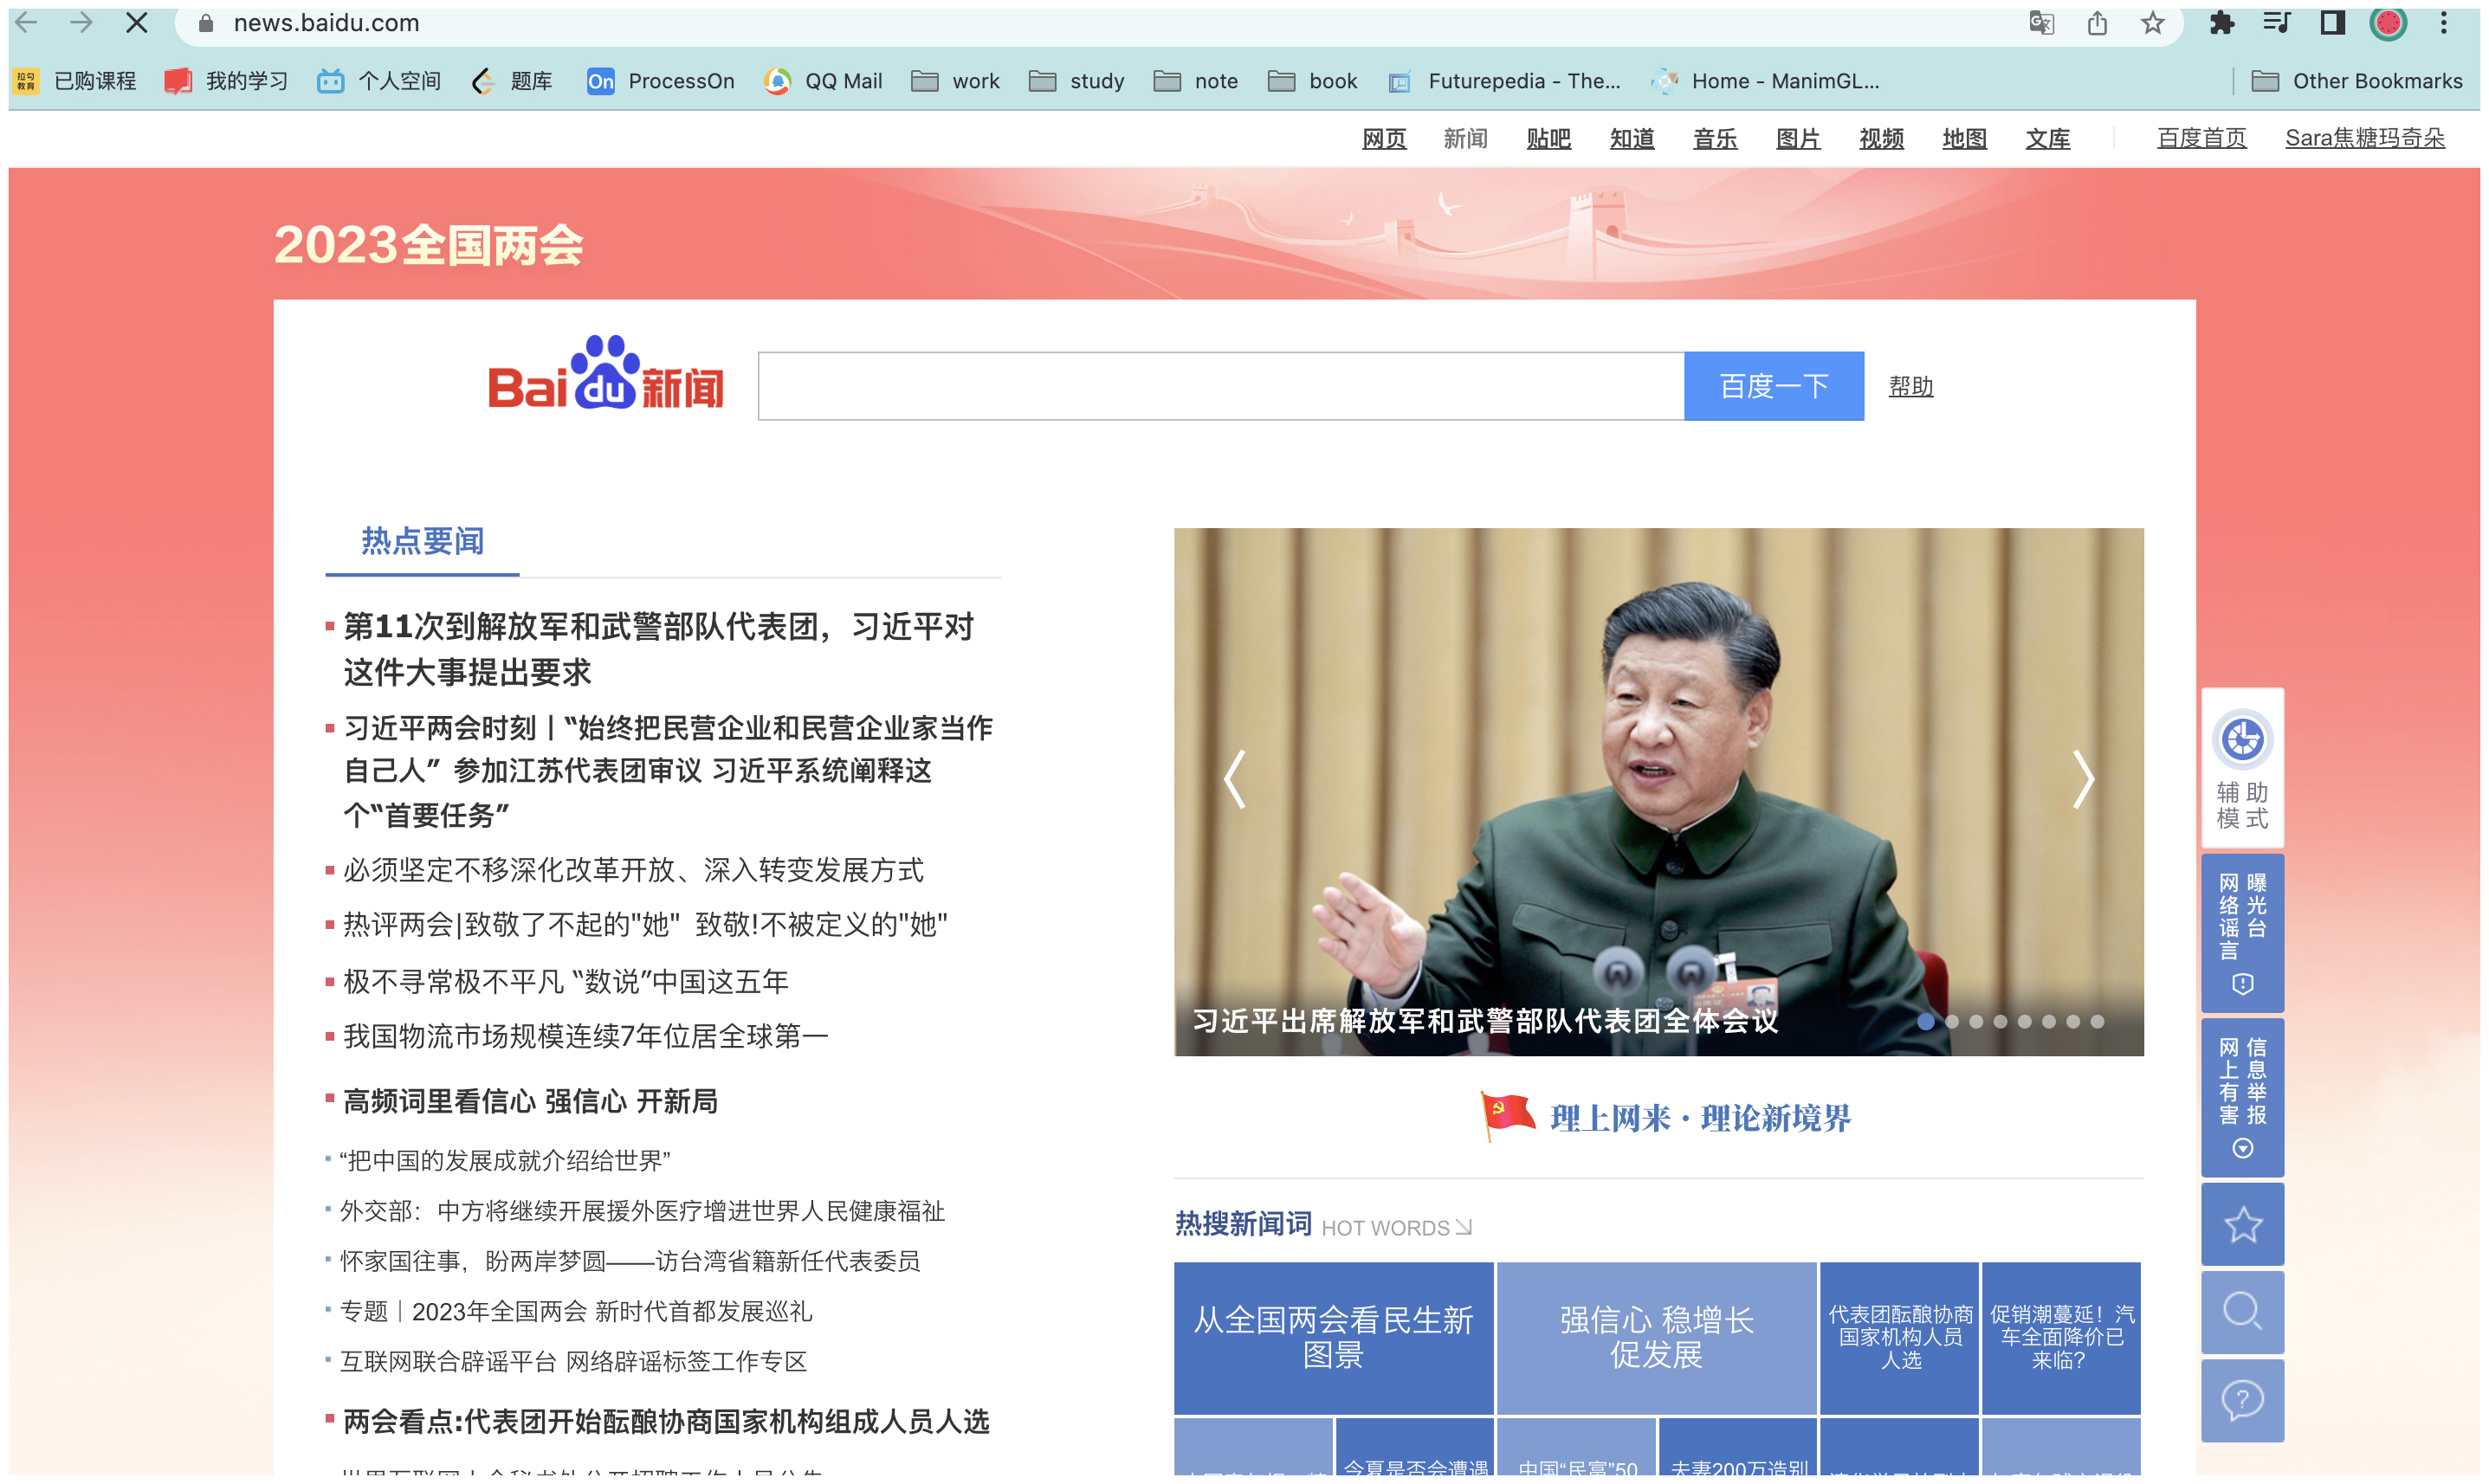 news.baidu.com
已购课程 我的学习 个人空间 题库 On ProcessOn QQ Mail work study note book Futurepedia - The... Home - ManimGL... Other Bookmarks
网页 新闻 贴吧 知道 音乐 图片 视频 地图 文库 百度首页 Sara焦糖玛奇朵
2023全国两会
Bai du 新闻 百度一下 帮助
热点要闻
第11次到解放军和武警部队代表团，习近平对
这件大事提出要求
习近平两会时刻丨“始终把民营企业和民营企业家当作
自己人” 参加江苏代表团审议 习近平系统阐释这
个“首要任务”
必须坚定不移深化改革开放、深入转变发展方式
热评两会|致敬了不起的"她" 致敬!不被定义的"她"
极不寻常极不平凡 “数说”中国这五年
我国物流市场规模连续7年位居全球第一
高频词里看信心 强信心 开新局
“把中国的发展成就介绍给世界”
外交部：中方将继续开展援外医疗增进世界人民健康福祉
怀家国往事，盼两岸梦圆——访台湾省籍新任代表委员
专题｜2023年全国两会 新时代首都发展巡礼
互联网联合辟谣平台 网络辟谣标签工作专区
两会看点:代表团开始酝酿协商国家机构组成人员人选
习近平出席解放军和武警部队代表团全体会议
理上网来·理论新境界
热搜新闻词 HOT WORDS
从全国两会看民生新
图景
强信心 稳增长
促发展
代表团酝酿协商
国家机构人员
人选
促销潮蔓延！汽
车全面降价已
来临?
今夏是否会遭遇
中国“民富”50
夫妻200万造别
辅助
模式
网络谣言
曝光台
网上有害
信息举报